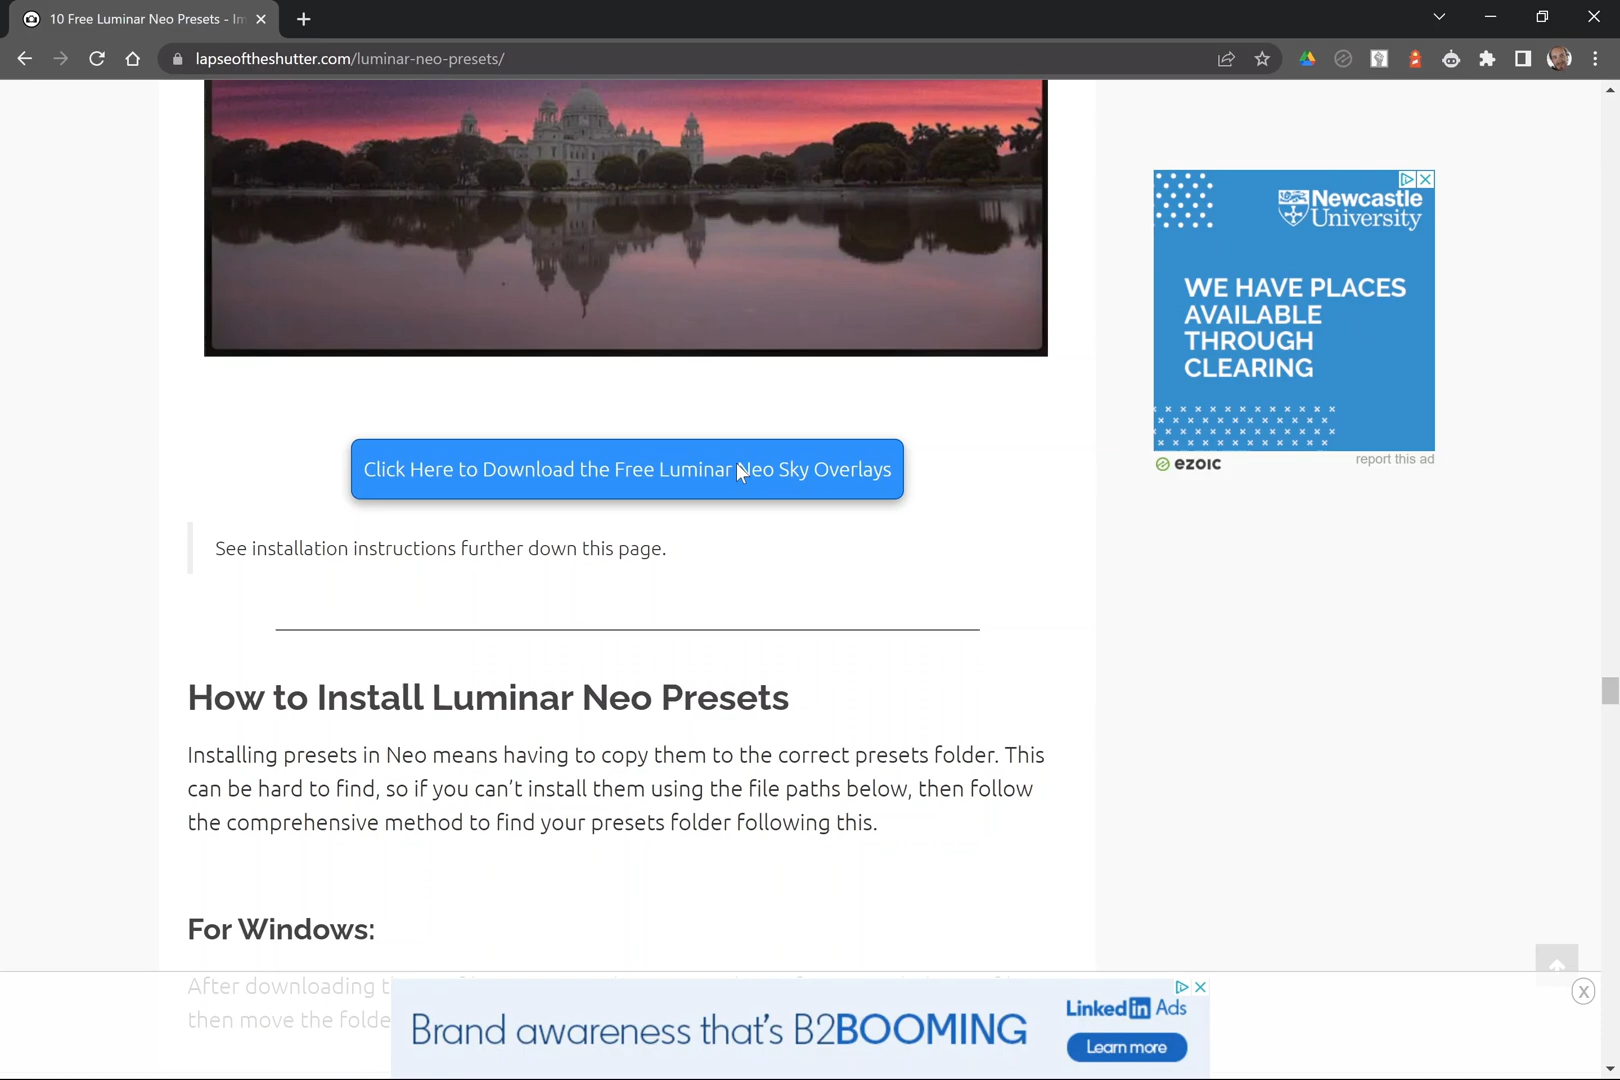 10 Free Luminar Neo Presets - Im
lapseoftheshutter.com/luminar-neo-presets/
Newcastle
University
WE HAVE PLACES
AVAILABLE
THROUGH
CLEARING
ezoic
report this ad
Click Here to Download the Free Luminar Neo Sky Overlays
See installation instructions further down this page.
How to Install Luminar Neo Presets
Installing presets in Neo means having to copy them to the correct presets folder. This
can be hard to find, so if you can’t install them using the file paths below, then follow
the comprehensive method to find your presets folder following this.
For Windows:
After downloading
then move the folde
Brand awareness that's B2BOOMING
LinkedIn Ads
Learn more
X